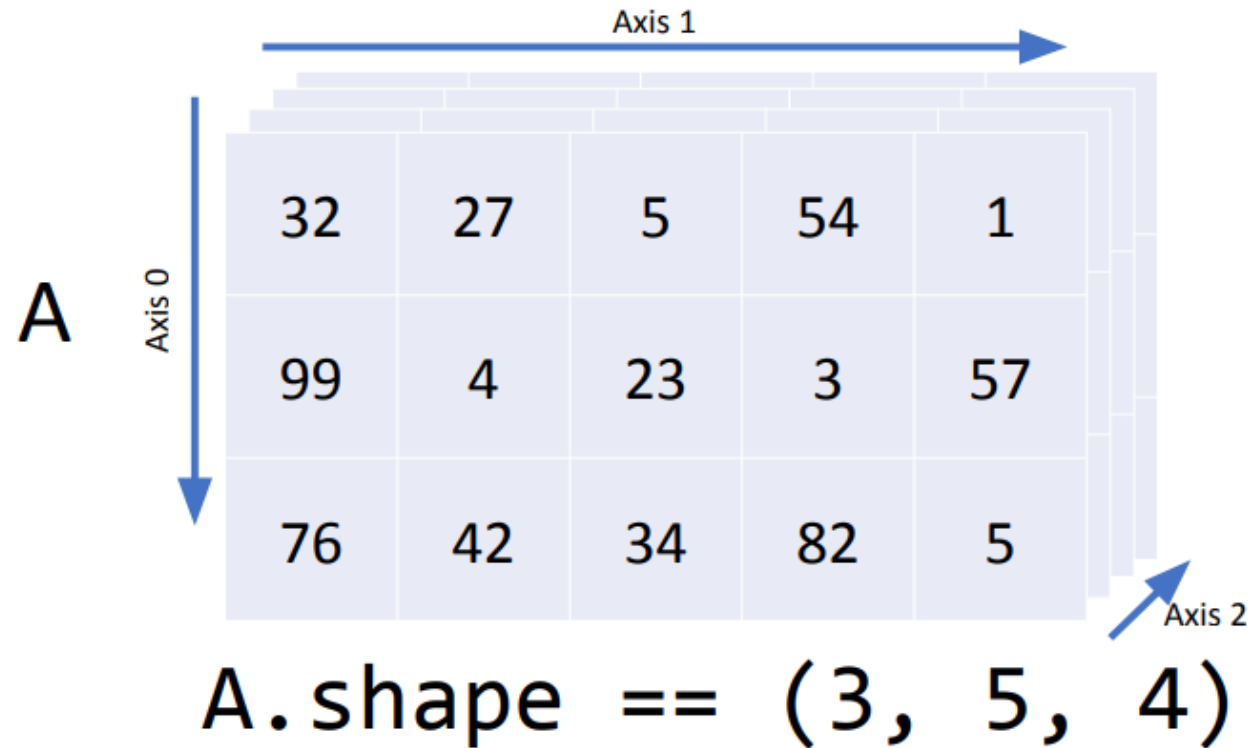 Axis 1
A
Axis 0
32 27 5 54 1
99 4 23 3 57
76 42 34 82 5
Axis 2
A.shape == (3, 5, 4)